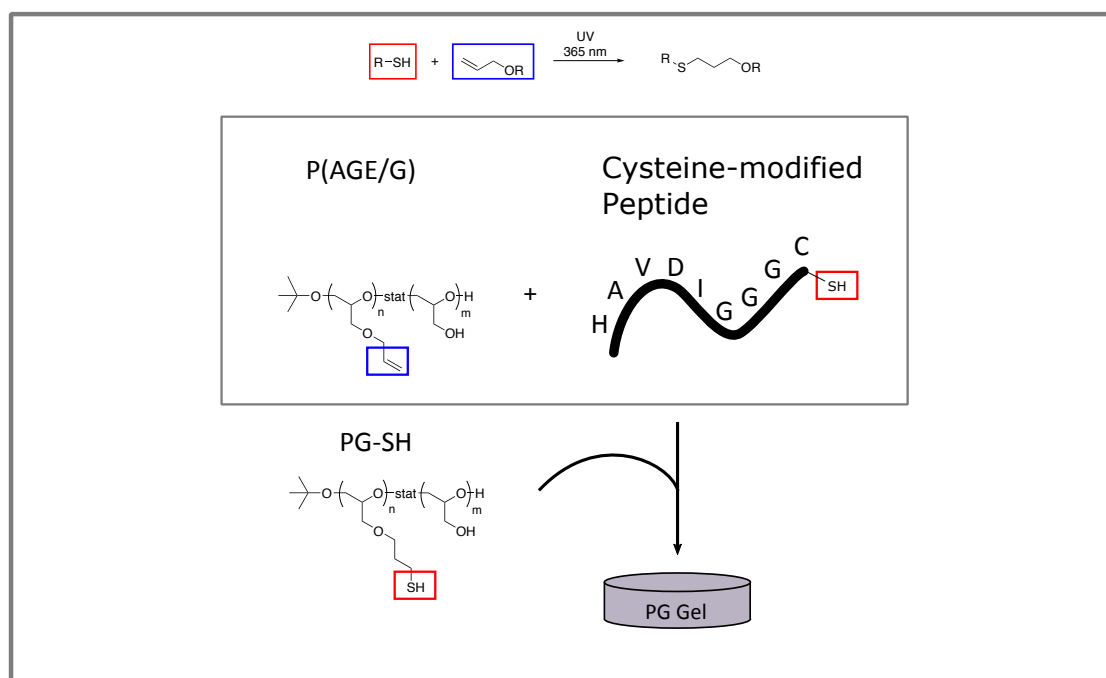 UV
365 nm
R–SH + OR R S OR
P(AGE/G)
Cysteine-modified
Peptide
O ( O ) n stat ( O ) m H
O OH
+
H A V D I G G G C SH
PG-SH
O ( O ) n stat ( O ) m H
O OH
SH
PG Gel